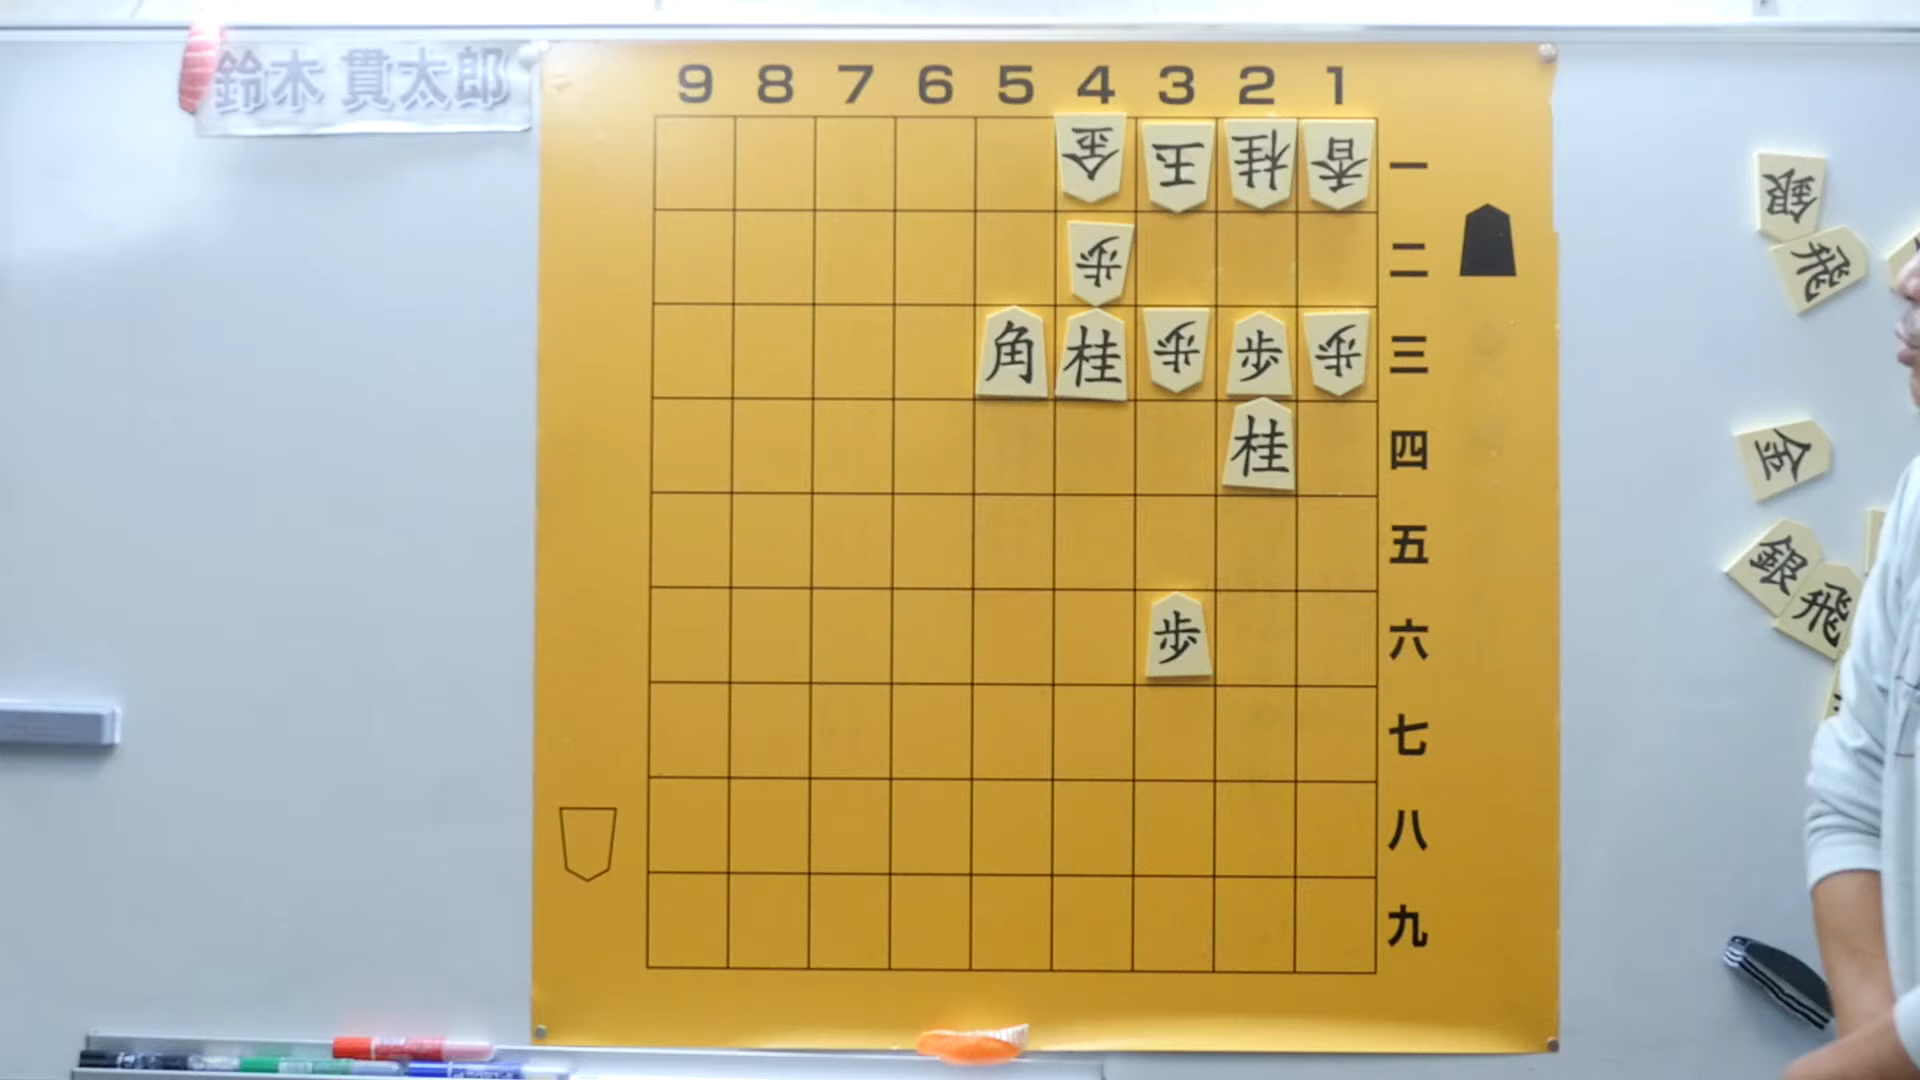 鈴木 貫太郎
9 8 7 6 5 4 3 2 1
金 玉 桂 香 一
歩 二
角 桂 歩 歩 歩 三
桂 四
五
歩 六
七
八
九
銀
飛
金
銀
飛